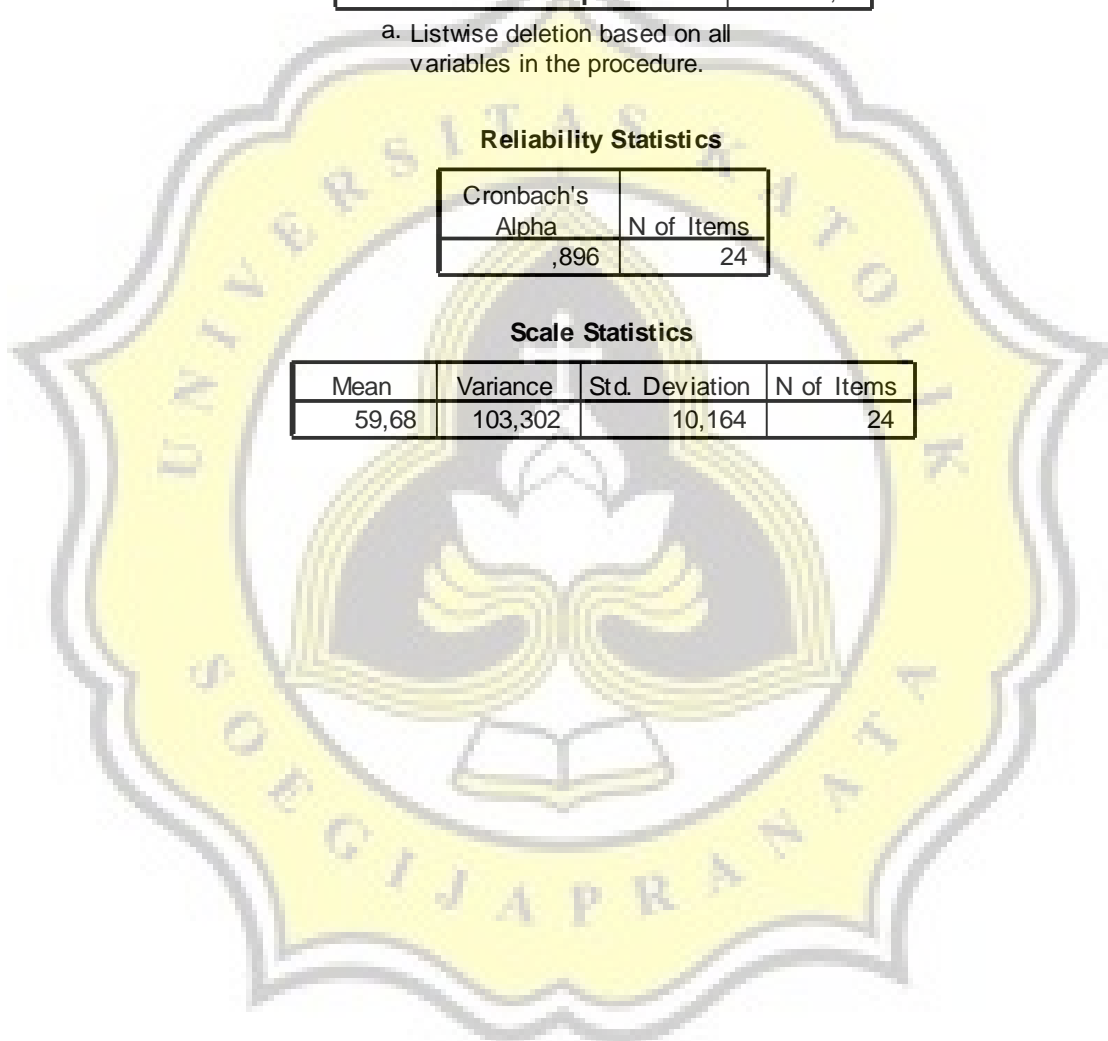 a. Listwise deletion based on all
variables in the procedure.
Reliability Statistics
Cronbach's
Alpha N of Items
,896 24
Scale Statistics
Mean Variance Std. Deviation N of Items
59,68 103,302 10,164 24
UNIVERSITAS KATOLIK
SOEGIJAPRANATA